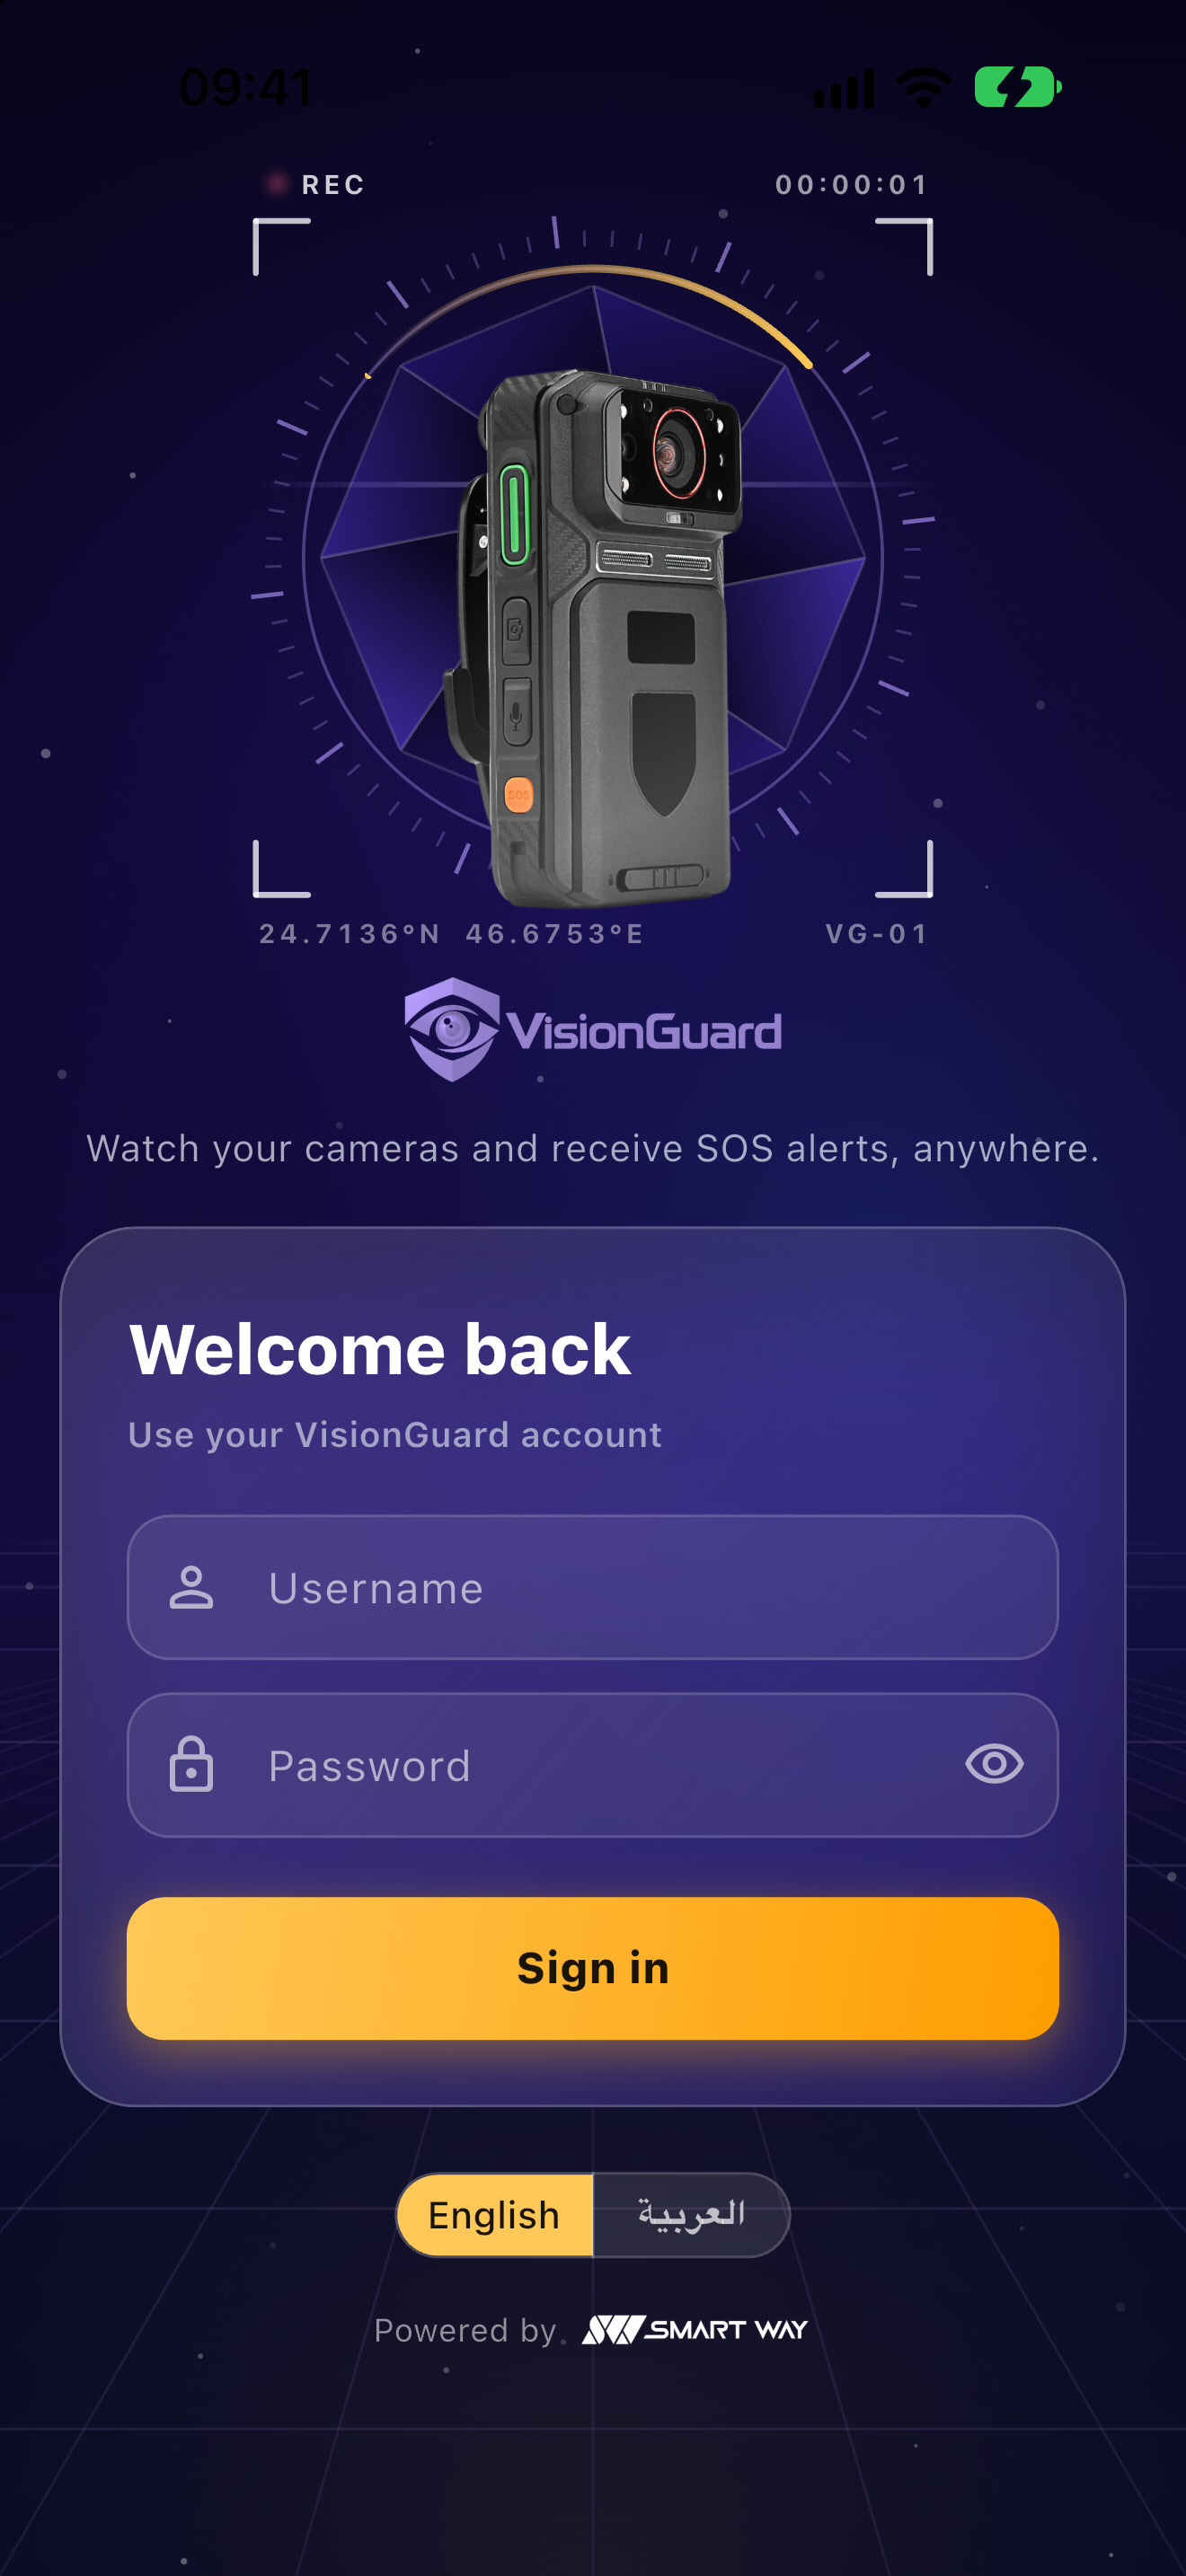 09:41
REC 00:00:01
SOS
24.7136°N 46.6753°E VG-01
VisionGuard
Watch your cameras and receive SOS alerts, anywhere.
Welcome back
Use your VisionGuard account
Username
Password
Sign in
English العربية
Powered by SMART WAY